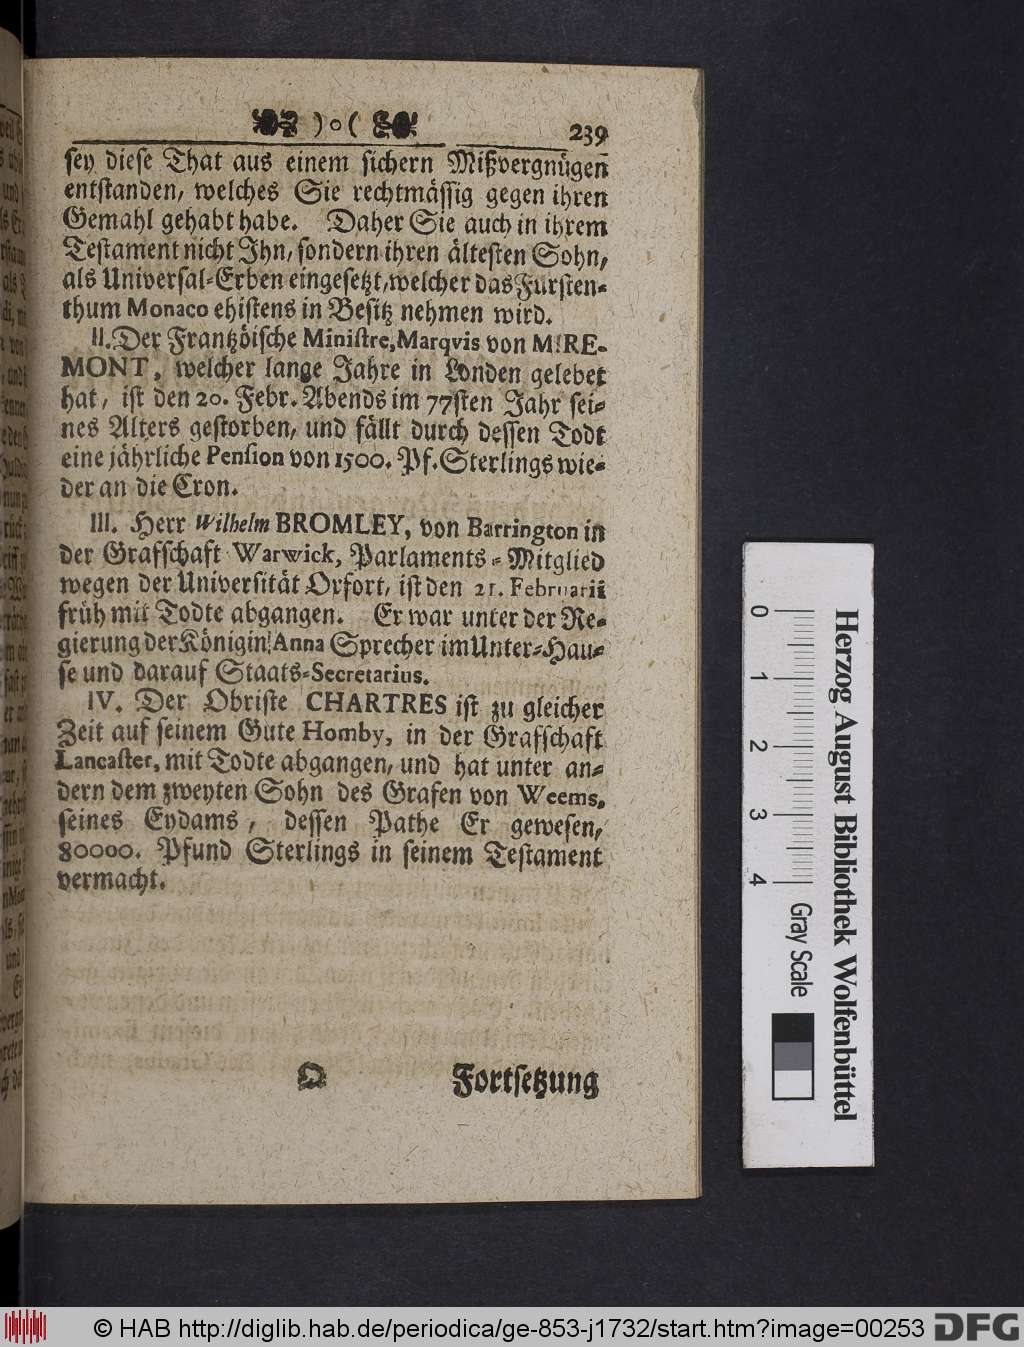 )o( 239
sey diese That aus einem sichern Mißvergnügen
entstanden, welches Sie rechtmässig gegen ihren
Gemahl gehabt habe. Daher Sie auch in ihrem
Testament nicht Ihn, sondern ihren ältesten Sohn,
als Universal-Erben eingesetzt, welcher das Fürsten-
thum Monaco ehistens in Besitz nehmen wird.
II. Der Frantzöische Ministre, Marqvis von MIRE-
MONT, welcher lange Jahre in Londen gelebet
hat, ist den 20. Febr. Abends im 77sten Jahr sei-
nes Alters gestorben, und fällt durch dessen Todt
eine jährliche Pension von 1500. Pf. Sterlings wie-
der an die Cron.
III. Herr Wilhelm BROMLEY, von Barrington in
der Grafschaft Warwick, Parlaments-Mitglied
wegen der Universität Oxfort, ist den 21. Februarii
früh mit Todte abgangen. Er war unter der Re-
gierung der Königin Anna Sprecher im Unter-Hau-
se und darauf Staats-Secretarius.
IV. Der Obriste CHARTRES ist zu gleicher
Zeit auf seinem Gute Homby, in der Grafschaft
Lancaster, mit Todte abgangen, und hat unter an-
dern dem zweyten Sohn des Grafen von Weems,
seines Eydams, dessen Pathe Er gewesen,
80000. Pfund Sterlings in seinem Testament
vermacht.
Fortsetzung
0 1 2 3 4 Gray Scale
Herzog August Bibliothek Wolfenbüttel
© HAB http://diglib.hab.de/periodica/ge-853-j1732/start.htm?image=00253 DFG